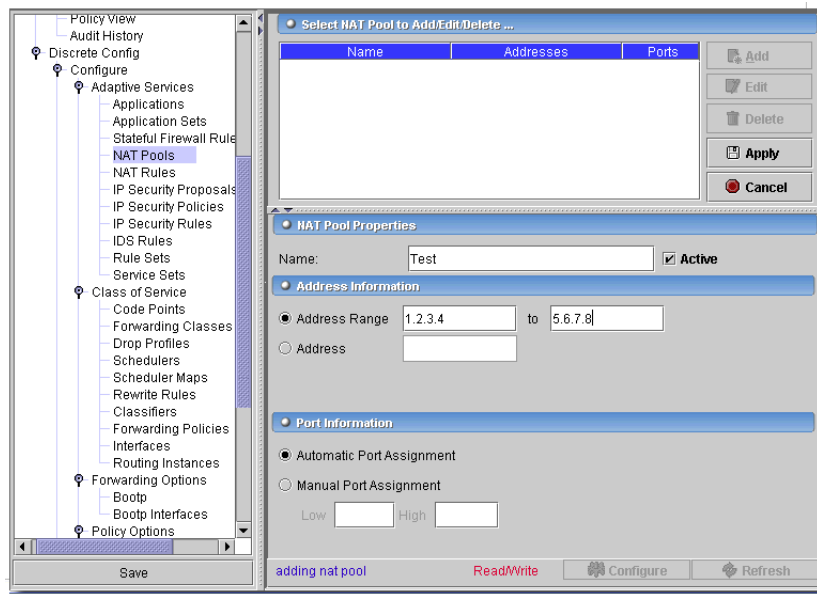 Policy View
Audit History
Discrete Config
Configure
Adaptive Services
Applications
Application Sets
Stateful Firewall Rule
NAT Pools
NAT Rules
IP Security Proposals
IP Security Policies
IP Security Rules
IDS Rules
Rule Sets
Service Sets
Class of Service
Code Points
Forwarding Classes
Drop Profiles
Schedulers
Scheduler Maps
Rewrite Rules
Classifiers
Forwarding Policies
Interfaces
Routing Instances
Forwarding Options
Bootp
Bootp Interfaces
Policy Options
Save
Select NAT Pool to Add/Edit/Delete ...
Name Addresses Ports
Add
Edit
Delete
Apply
Cancel
NAT Pool Properties
Name: Test Active
Address Information
Address Range 1.2.3.4 to 5.6.7.8
Address
Port Information
Automatic Port Assignment
Manual Port Assignment
Low High
adding nat pool Read/Write Configure Refresh